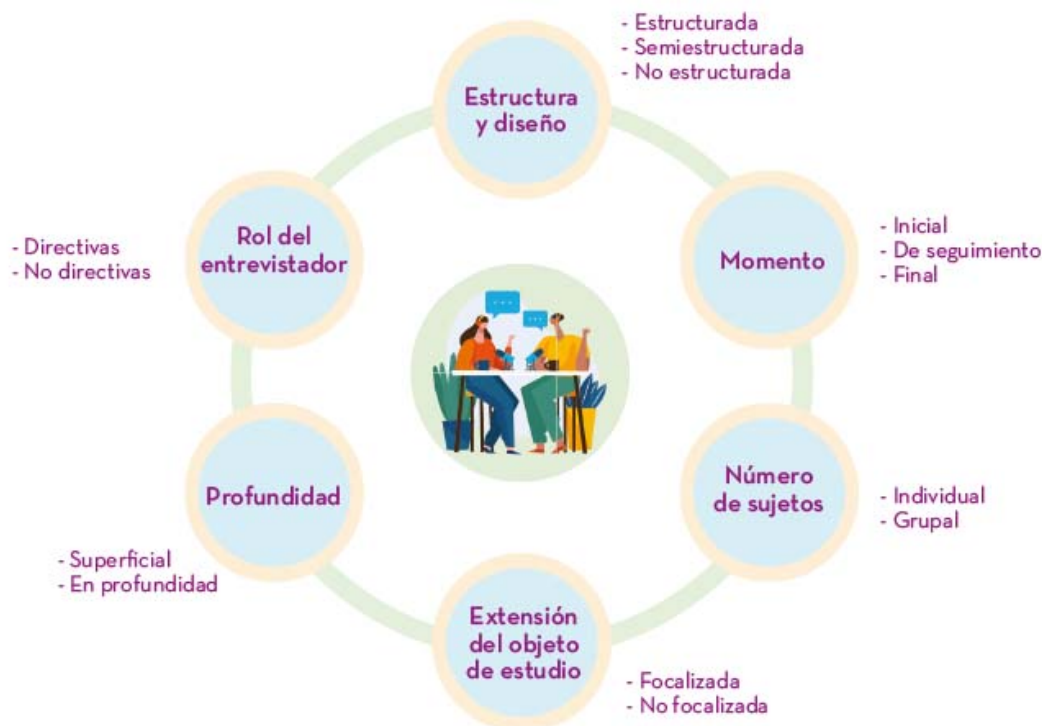 Estructura
y diseño
- Estructurada
- Semiestructurada
- No estructurada
Momento
- Inicial
- De seguimiento
- Final
Número
de sujetos
- Individual
- Grupal
Extensión
del objeto
de estudio
- Focalizada
- No focalizada
Profundidad
- Superficial
- En profundidad
Rol del
entrevistador
- Directivas
- No directivas